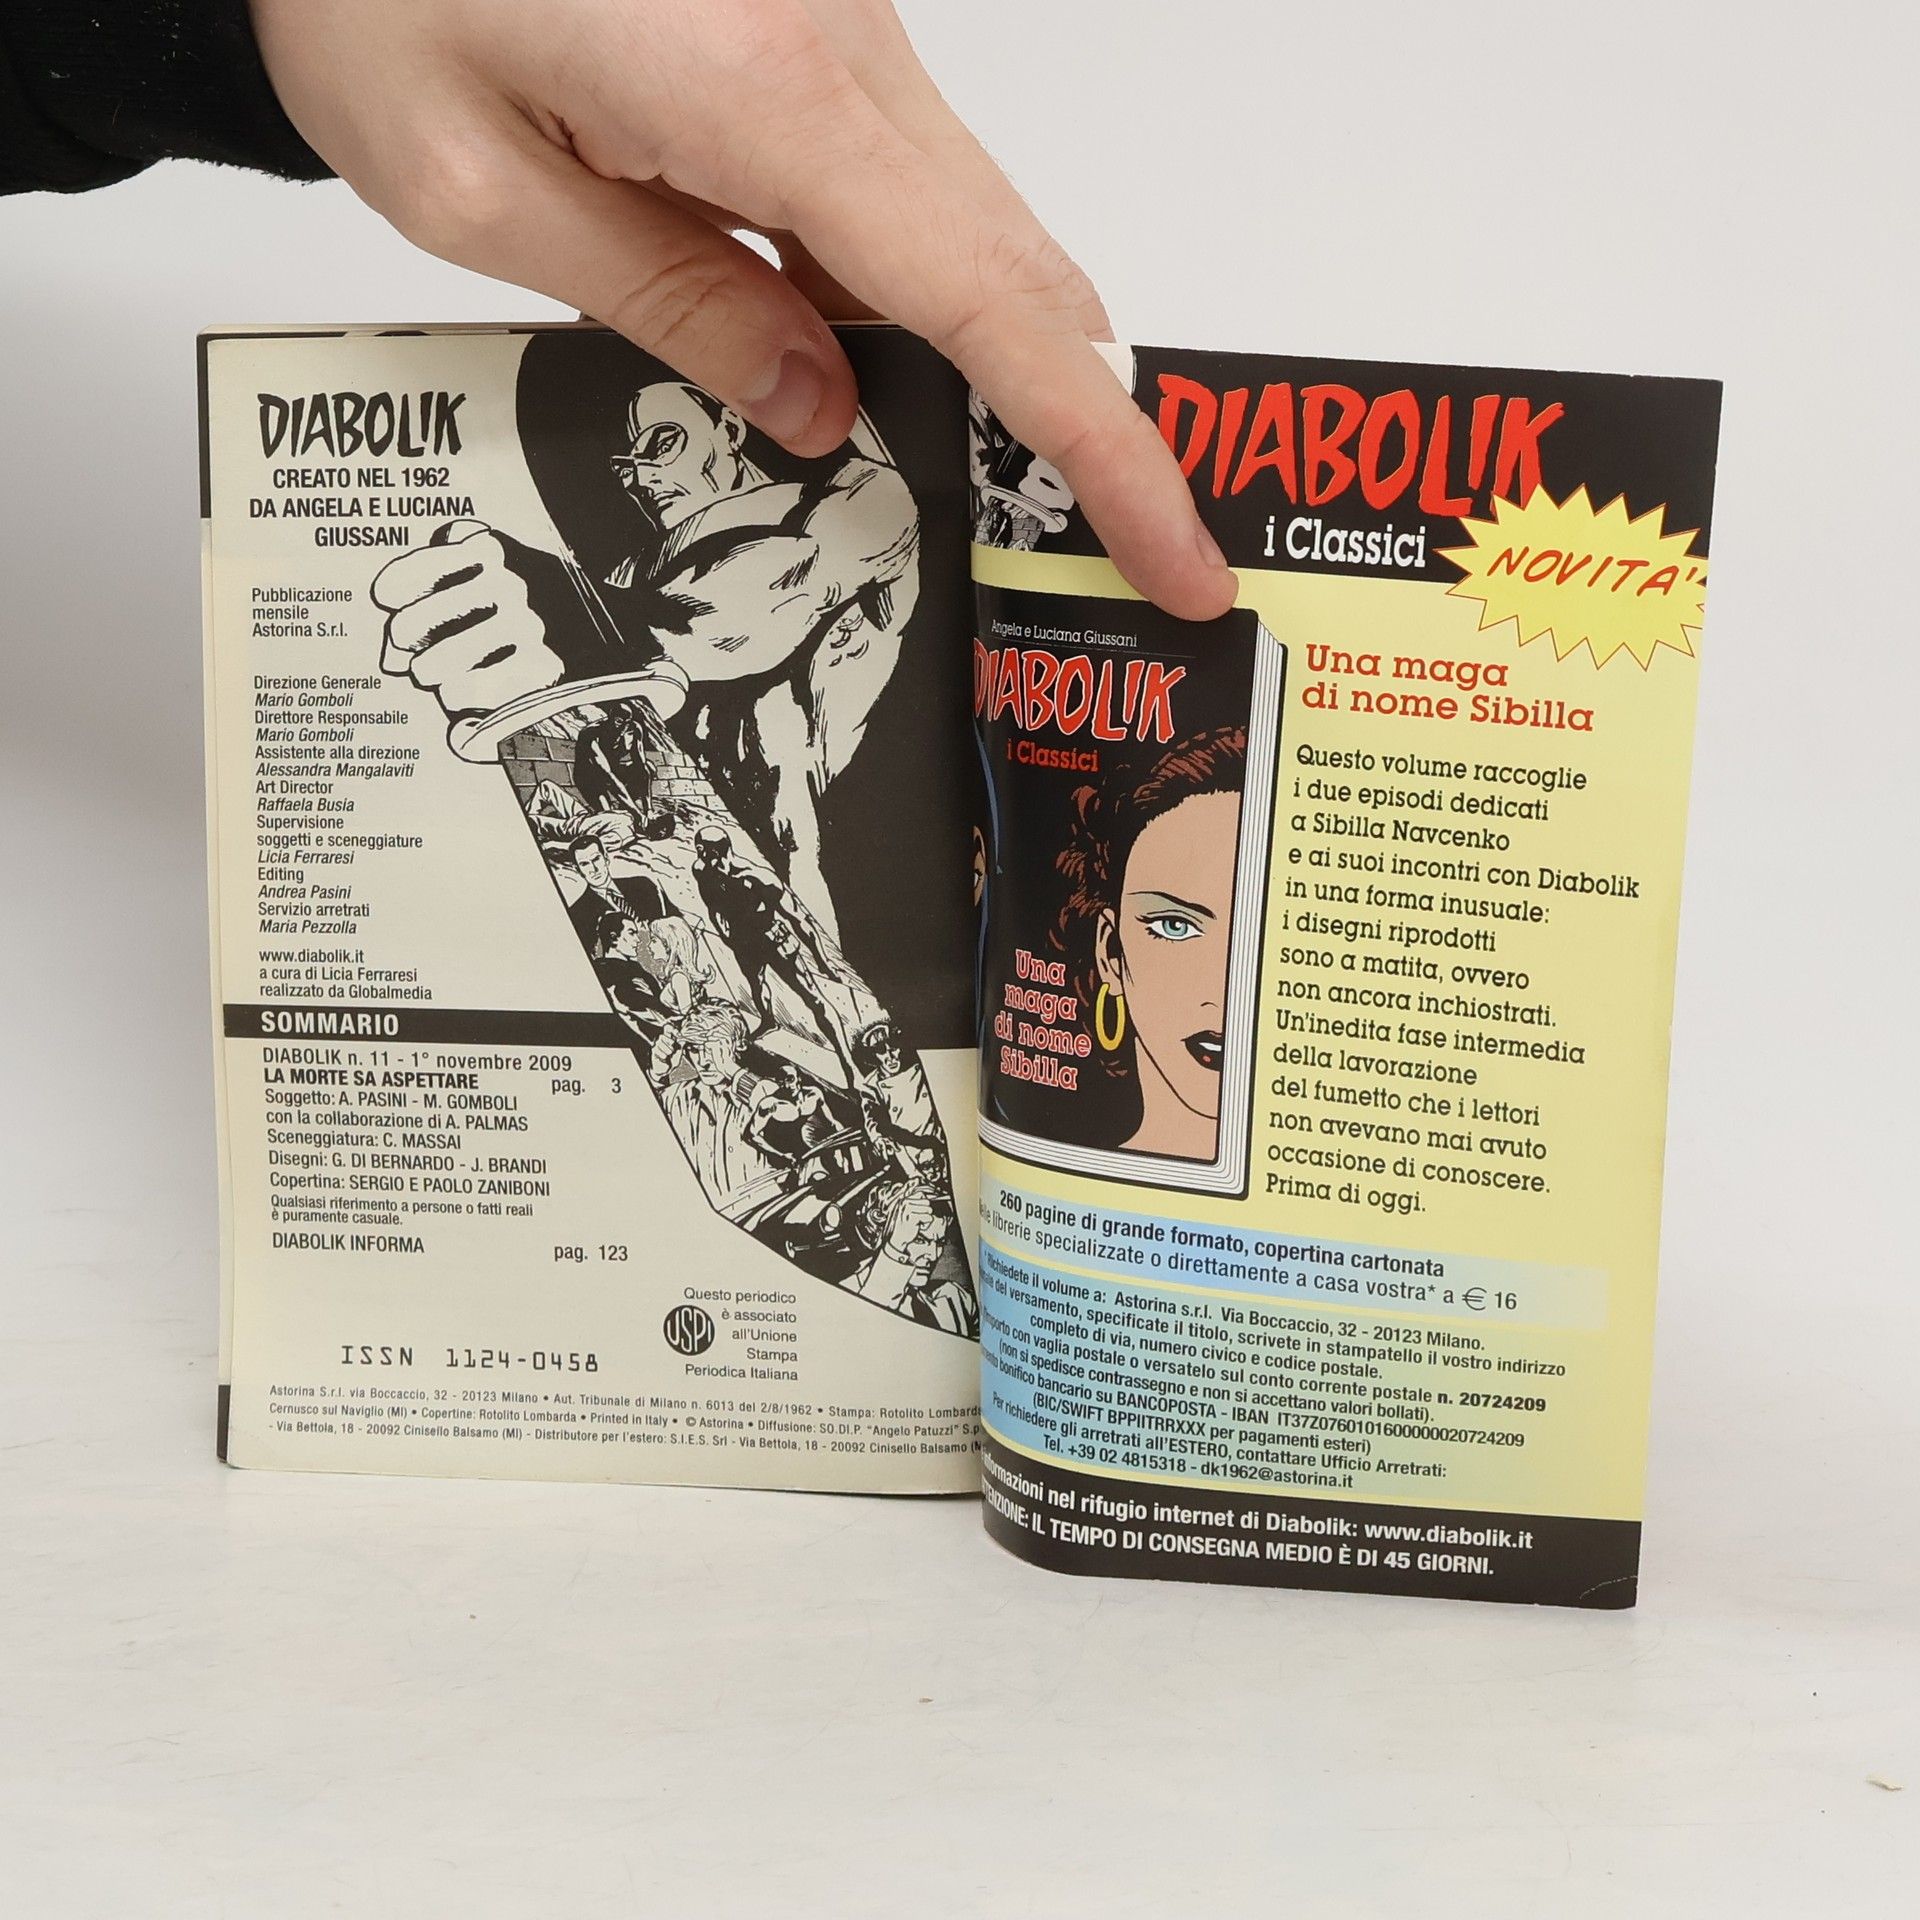 DIABOLIK
CREATO NEL 1962
DA ANGELA E LUCIANA
GIUSSANI
Pubblicazione
mensile
Astorina S.r.l.
Direzione Generale
Mario Gomboli
Direttore Responsabile
Mario Gomboli
Assistente alla direzione
Alessandra Mangalaviti
Art Director
Raffaela Busia
Supervisione
soggetti e sceneggiature
Licia Ferraresi
Editing
Andrea Pasini
Servizio arretrati
Maria Pezzolla
www.diabolik.it
a cura di Licia Ferraresi
realizzato da Globalmedia
SOMMARIO
DIABOLIK n. 11 - 1° novembre 2009
LA MORTE SA ASPETTARE pag. 3
Soggetto: A. PASINI - M. GOMBOLI
con la collaborazione di A. PALMAS
Sceneggiatura: C. MASSAI
Disegni: G. DI BERNARDO - J. BRANDI
Copertina: SERGIO E PAOLO ZANIBONI
Qualsiasi riferimento a persone o fatti reali
è puramente casuale.
DIABOLIK INFORMA pag. 123
Questo periodico
è associato
all'Unione
Stampa
Periodica Italiana
USPI
ISSN 1124-0458
Astorina S.r.l. via Boccaccio, 32 - 20123 Milano • Aut. Tribunale di Milano n. 6013 del 2/8/1962 • Stampa: Rotolito
Cernusco sul Naviglio (MI) • Copertine: Rotolito Lombarda • Printed in Italy • © Astorina • Diffusione: SO.DI.P. "Angelo Patuzzi"
- Via Bettola, 18 - 20092 Cinisello Balsamo (MI) - Distributore per l'estero: S.I.E.S. Srl - Via Bettola, 18 - 20092 Cinisello Balsamo
DIABOLIK
i Classici
NOVITA'
Angela e Luciana Giussani
DIABOLIK
i Classici
Una
maga
di nome
Sibilla
Una maga
di nome Sibilla
Questo volume raccoglie
i due episodi dedicati
a Sibilla Navcenko
e ai suoi incontri con Diabolik
in una forma inusuale:
i disegni riprodotti
sono a matita, ovvero
non ancora inchiostrati.
Un'inedita fase intermedia
della lavorazione
del fumetto che i lettori
non avevano mai avuto
occasione di conoscere.
Prima di oggi.
260 pagine di grande formato, copertina cartonata
librerie specializzate o direttamente a casa vostra* a € 16
* Richiedete il volume a: Astorina s.r.l. Via Boccaccio, 32 - 20123 Milano.
del versamento, specificate il titolo, scrivete in stampatello il vostro indirizzo
completo di via, numero civico e codice postale.
con vaglia postale o versatelo sul conto corrente postale n. 20724209
(non si spedisce contrassegno e non si accettano valori bollati).
bonifico bancario su BANCOPOSTA - IBAN IT37Z0760101600000020724209
(BIC/SWIFT BPPIITRRXXX per pagamenti esteri)
Per richiedere gli arretrati all'ESTERO, contattare Ufficio Arretrati:
Tel. +39 02 4815318 - dk1962@astorina.it
informazioni nel rifugio internet di Diabolik: www.diabolik.it
IL TEMPO DI CONSEGNA MEDIO È DI 45 GIORNI.